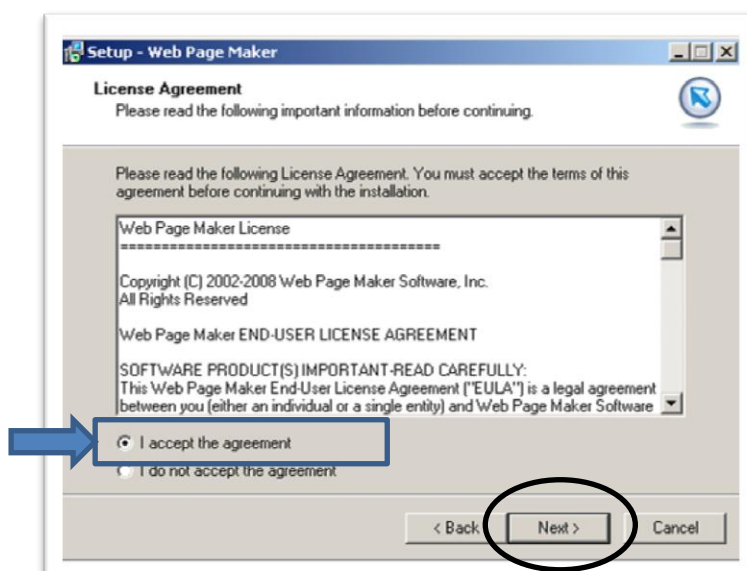 Setup - Web Page Maker
License Agreement
Please read the following important information before continuing.
Please read the following License Agreement. You must accept the terms of this
agreement before continuing with the installation.
Web Page Maker License
=======================================
Copyright (C) 2002-2008 Web Page Maker Software, Inc.
All Rights Reserved
Web Page Maker END-USER LICENSE AGREEMENT
SOFTWARE PRODUCT(S) IMPORTANT-READ CAREFULLY:
This Web Page Maker End-User License Agreement ("EULA") is a legal agreement
between you (either an individual or a single entity) and Web Page Maker Software
I accept the agreement
I do not accept the agreement
< Back Next > Cancel